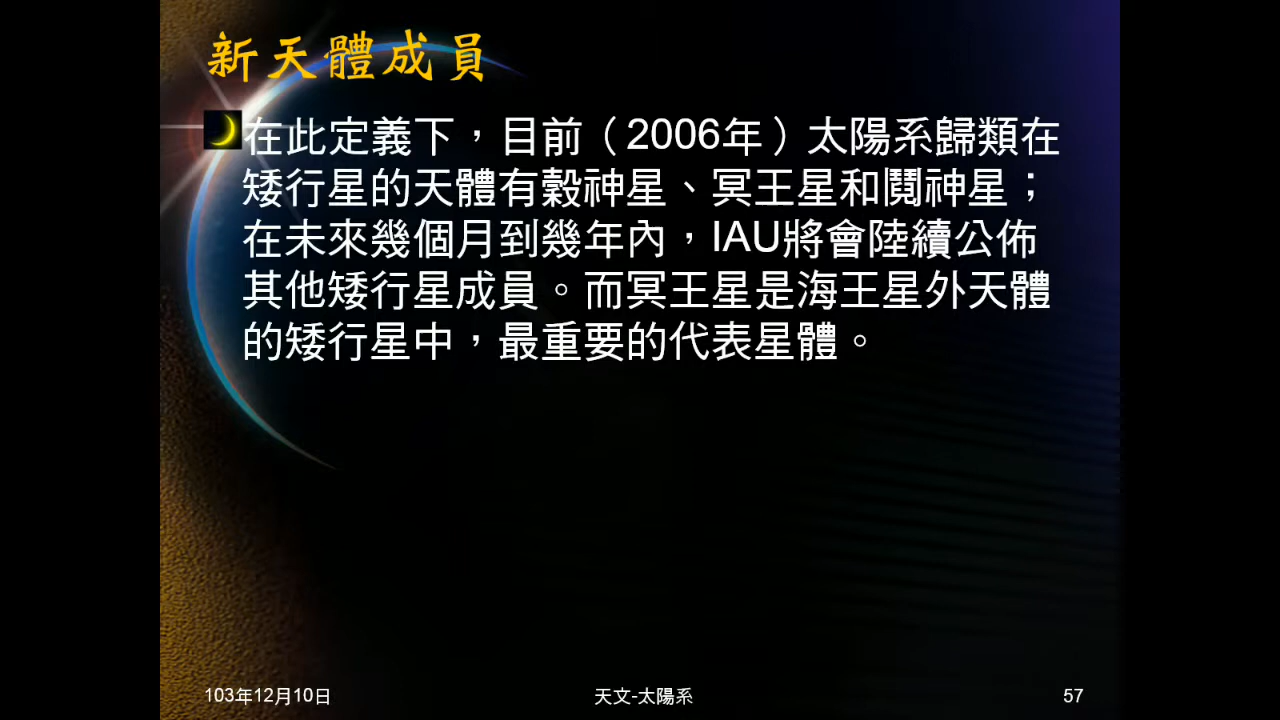 新天體成員
在此定義下，目前（2006年）太陽系歸類在
矮行星的天體有穀神星、冥王星和鬩神星；
在未來幾個月到幾年內，IAU將會陸續公佈
其他矮行星成員。而冥王星是海王星外天體
的矮行星中，最重要的代表星體。
103年12月10日
天文-太陽系
57